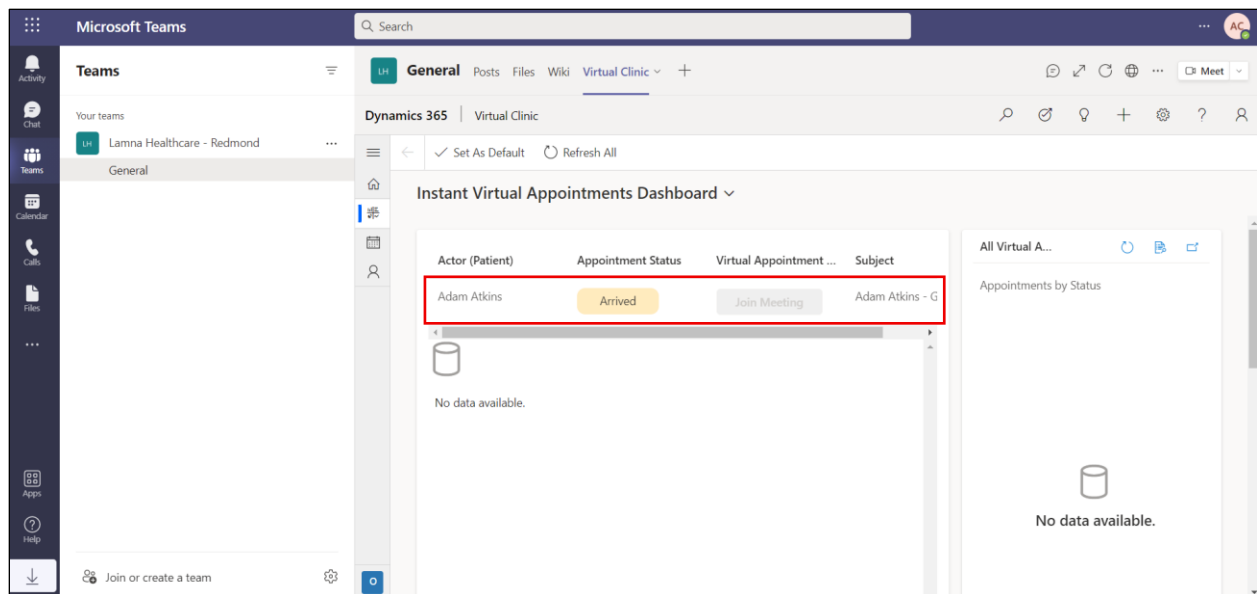 Microsoft Teams
Search
AC
Activity
Chat
Teams
Calendar
Calls
Files
Apps
Help
Teams
Your teams
LH Lamna Healthcare - Redmond
General
Join or create a team
LH General Posts Files Wiki Virtual Clinic
Meet
Dynamics 365 Virtual Clinic
Set As Default Refresh All
Instant Virtual Appointments Dashboard
Actor (Patient) Appointment Status Virtual Appointment ... Subject
Adam Atkins Arrived Join Meeting Adam Atkins - G
No data available.
All Virtual A...
Appointments by Status
No data available.
O